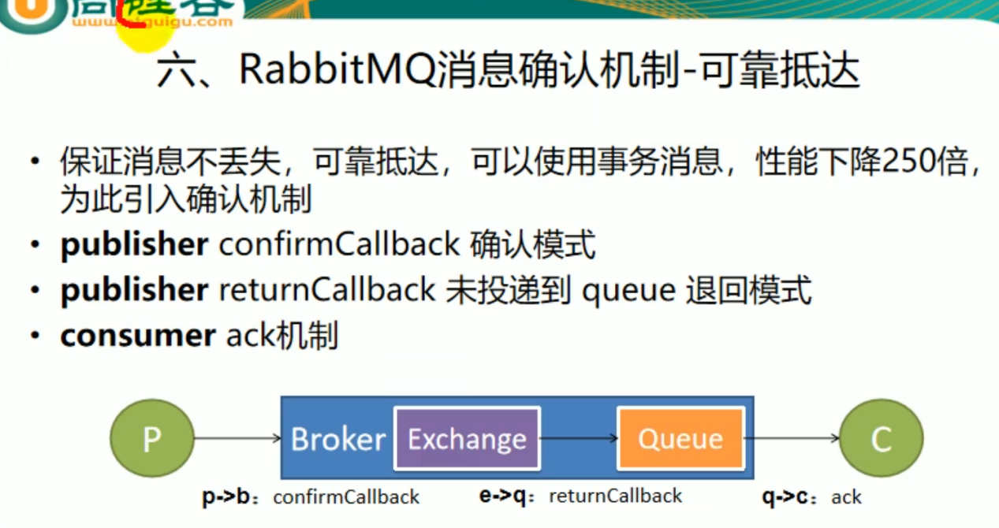 尚硅谷
六、RabbitMQ消息确认机制-可靠抵达
• 保证消息不丢失，可靠抵达，可以使用事务消息，性能下降250倍，
为此引入确认机制
• publisher confirmCallback 确认模式
• publisher returnCallback 未投递到 queue 退回模式
• consumer ack机制
P
Broker
Exchange
Queue
C
p->b：confirmCallback
e->q：returnCallback
q->c：ack